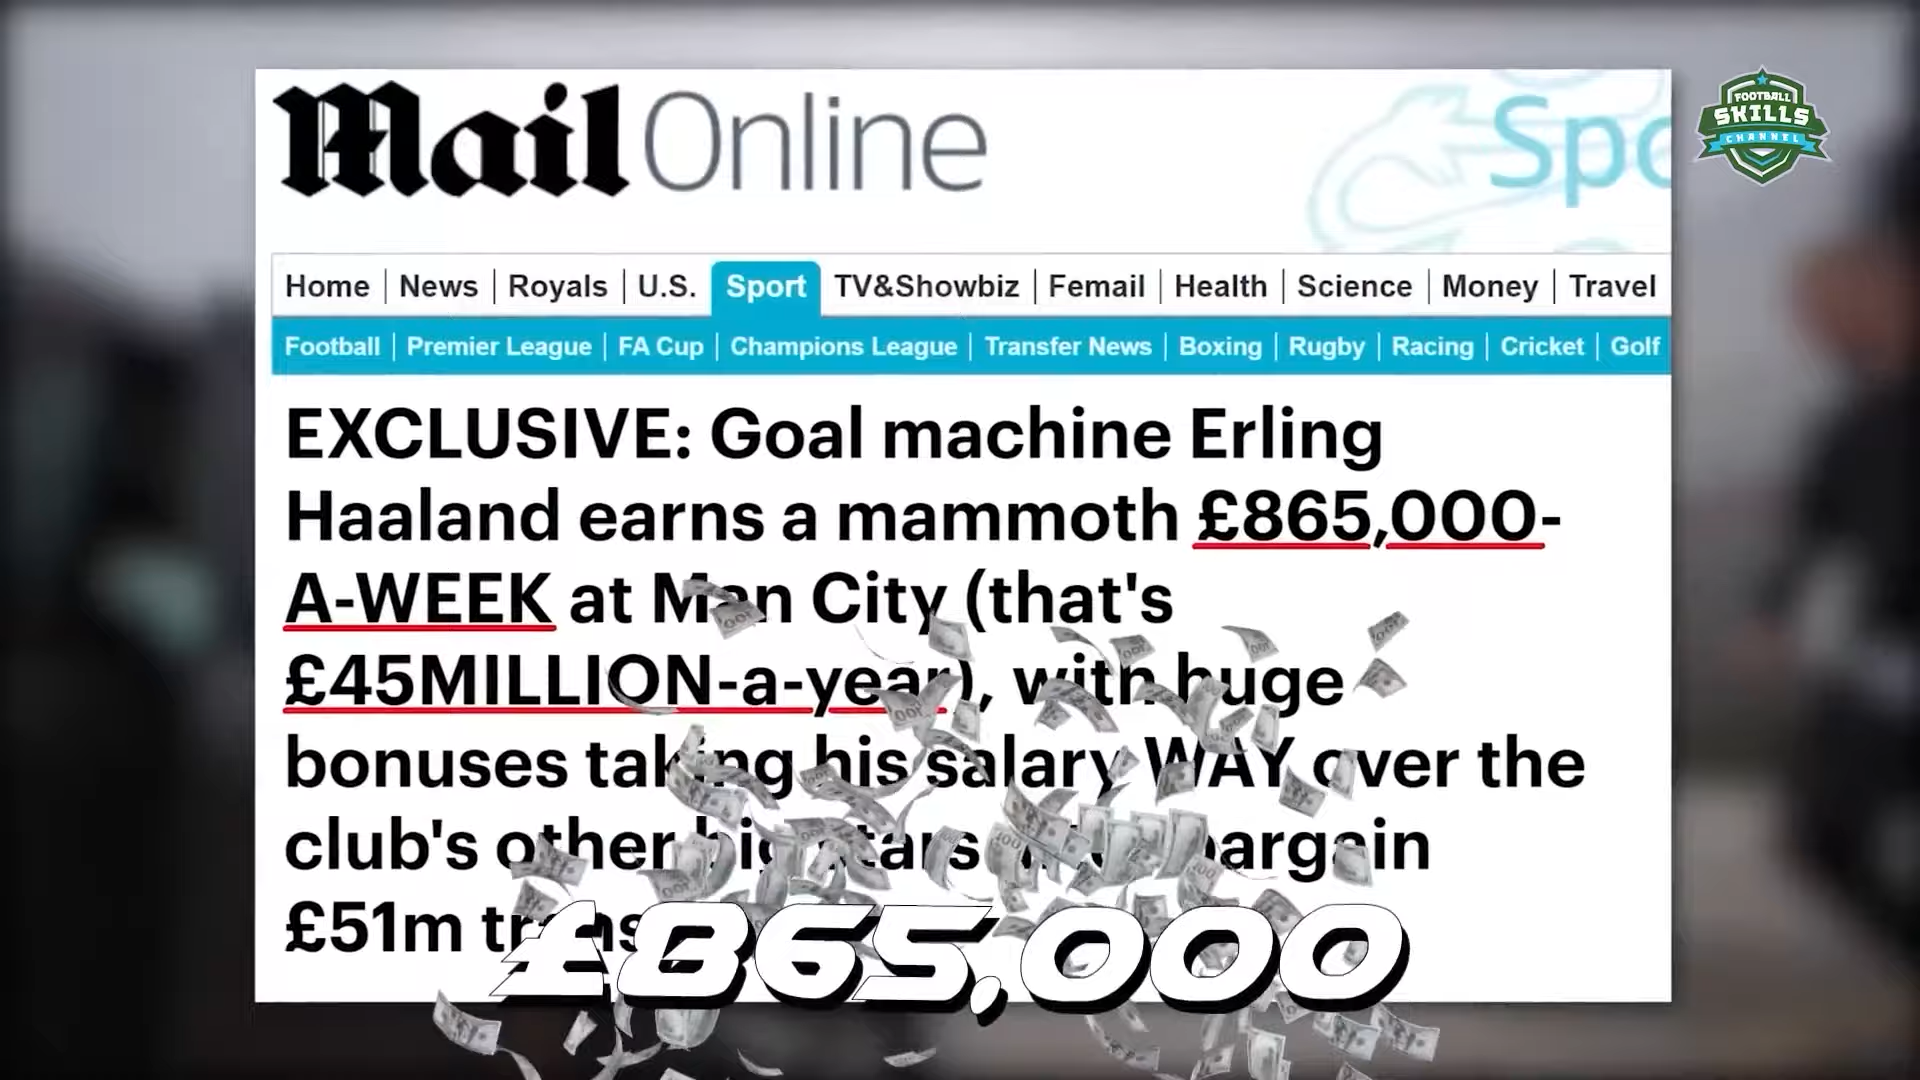 Mail Online
Spo
FOOTBALL
SKILLS
CHANNEL
Home | News | Royals | U.S. Sport TV&Showbiz | Femail | Health | Science | Money | Travel
Football | Premier League | FA Cup | Champions League | Transfer News | Boxing | Rugby | Racing | Cricket | Golf
EXCLUSIVE: Goal machine Erling
Haaland earns a mammoth £865,000-
A-WEEK at Man City (that's
£45MILLION-a-year), with huge
bonuses taking his salary WAY over the
club's other big stars bargain
£51m trans
£865,000